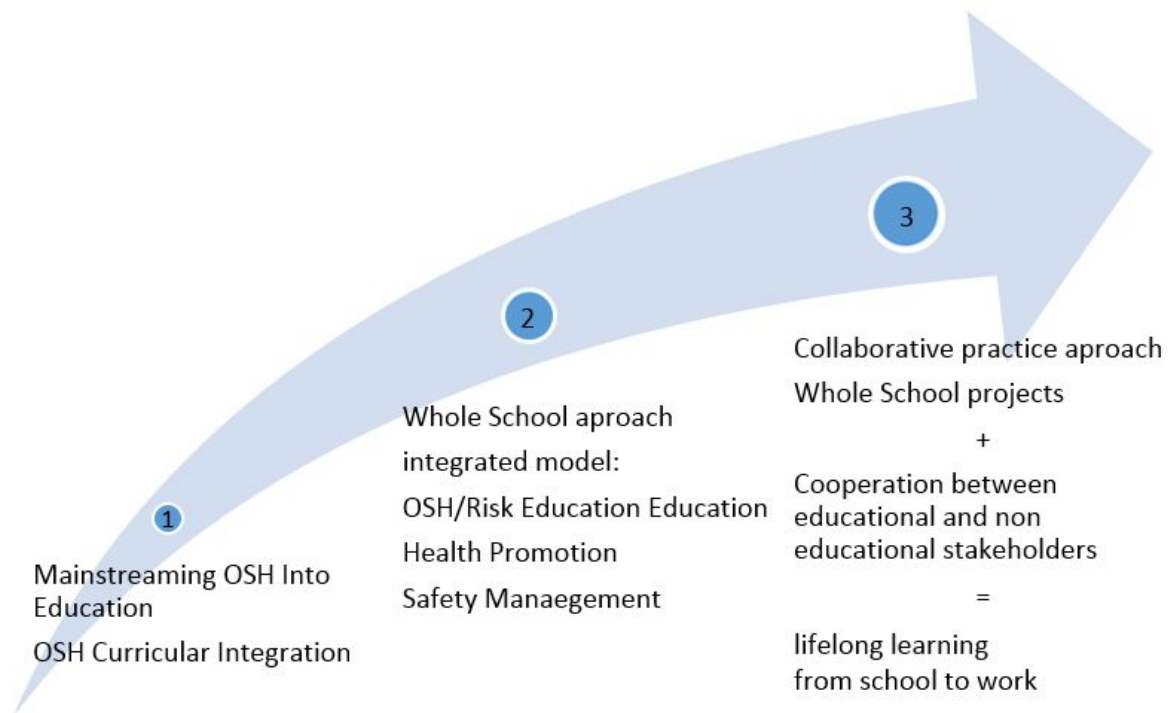 1
Mainstreaming OSH Into
Education
OSH Curricular Integration
2
Whole School aproach
integrated model:
OSH/Risk Education Education
Health Promotion
Safety Manaegement
3
Collaborative practice aproach
Whole School projects
+
Cooperation between
educational and non
educational stakeholders
=
lifelong learning
from school to work